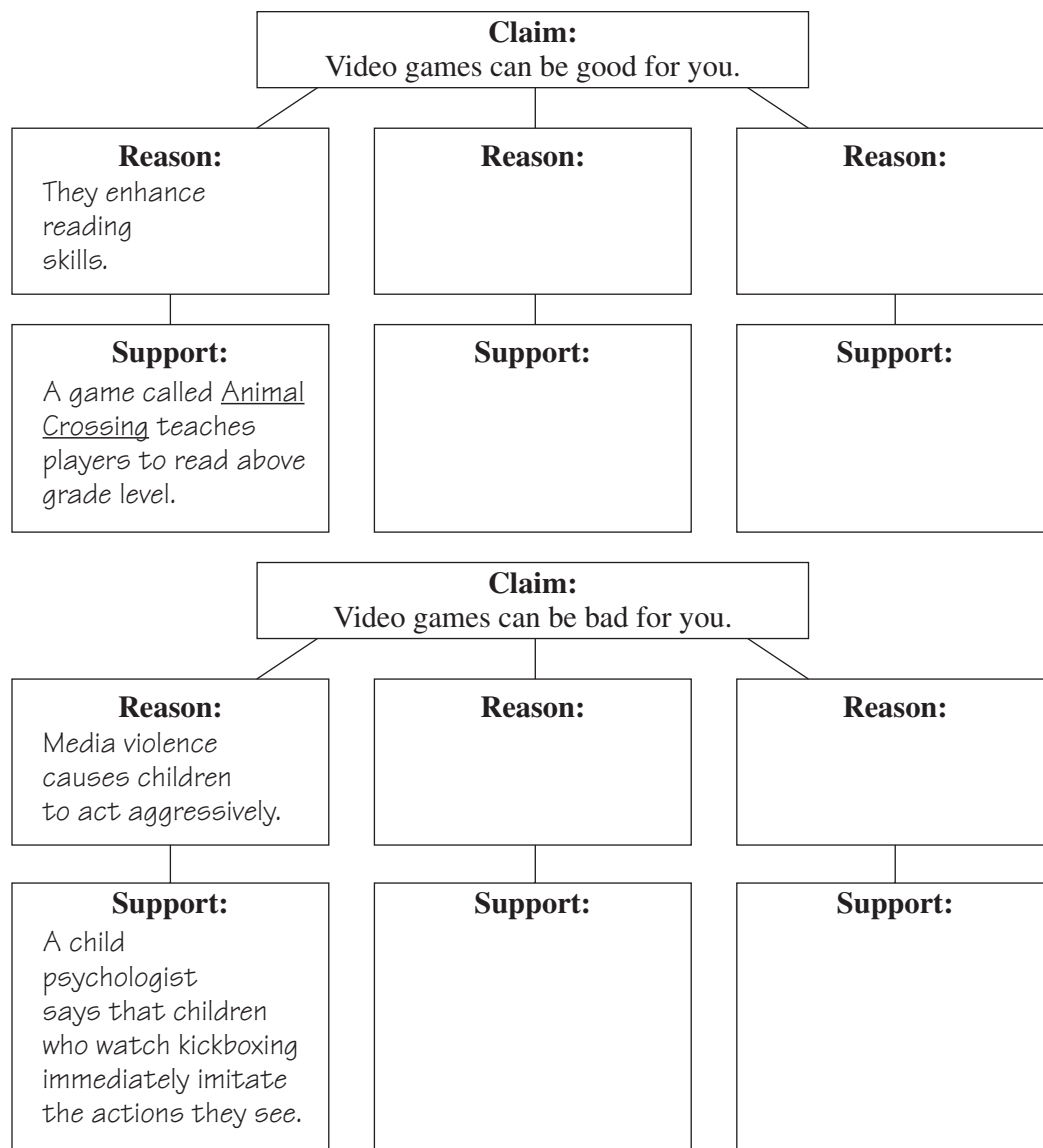 Claim:
Video games can be good for you.
Reason:
They enhance
reading
skills.
Reason:
Reason:
Support:
A game called Animal
Crossing teaches
players to read above
grade level.
Support:
Support:
Claim:
Video games can be bad for you.
Reason:
Media violence
causes children
to act aggressively.
Reason:
Reason:
Support:
A child
psychologist
says that children
who watch kickboxing
immediately imitate
the actions they see.
Support:
Support: